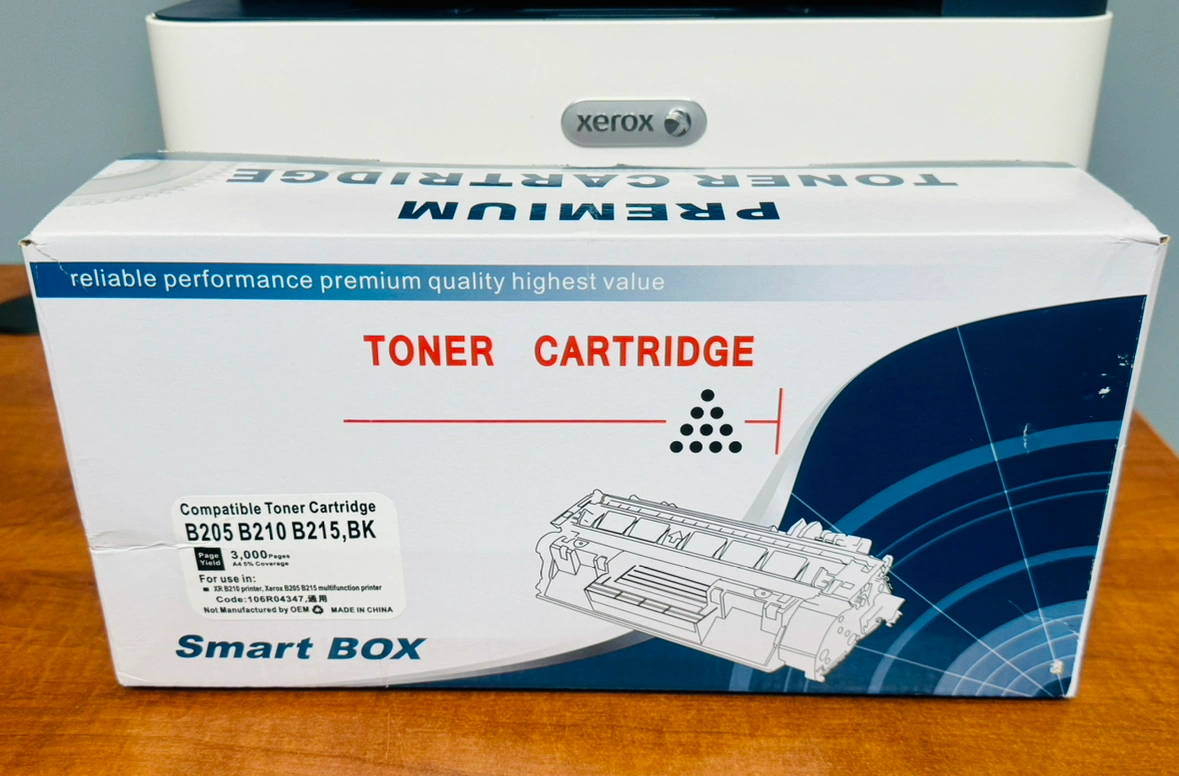 xerox
TONER CARTRIDGE
PREMIUM
reliable performance premium quality highest value
TONER CARTRIDGE
Compatible Toner Cartridge
B205 B210 B215,BK
Page Yield
3,000 Pages
A4 5% Coverage
For use in:
XR B210 printer, Xerox B205 B215 multifunction printer
Code:106R04347,通用
Not Manufactured by OEM MADE IN CHINA
Smart BOX